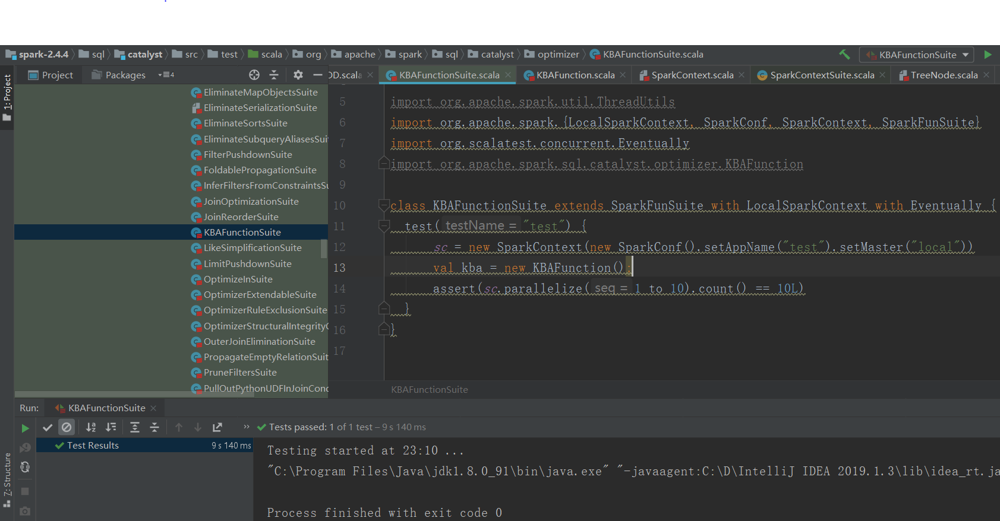 spark-2.4.4 sql catalyst src test scala org apache spark sql catalyst optimizer KBAFunctionSuite.scala KBAFunctionSuite
1: Project
Project Packages 4
DD.scala KBAFunctionSuite.scala KBAFunction.scala SparkContext.scala SparkContextSuite.scala TreeNode.scala
EliminateMapObjectsSuite
EliminateSerializationSuite
EliminateSortsSuite
EliminateSubqueryAliasesSuit
FilterPushdownSuite
FoldablePropagationSuite
InferFiltersFromConstraintsSu
JoinOptimizationSuite
JoinReorderSuite
KBAFunctionSuite
LikeSimplificationSuite
LimitPushdownSuite
OptimizeInSuite
OptimizerExtendableSuite
OptimizerRuleExclusionSuite
OptimizerStructuralIntegrityC
OuterJoinEliminationSuite
PropagateEmptyRelationSuit
PruneFiltersSuite
PullOutPythonUDFInJoinCond
5 import org.apache.spark.util.ThreadUtils
6 import org.apache.spark.{LocalSparkContext, SparkConf, SparkContext, SparkFunSuite}
7 import org.scalatest.concurrent.Eventually
8 import org.apache.spark.sql.catalyst.optimizer.KBAFunction
9
10 class KBAFunctionSuite extends SparkFunSuite with LocalSparkContext with Eventually {
11 test( testName = "test") {
12 sc = new SparkContext(new SparkConf().setAppName("test").setMaster("local"))
13 val kba = new KBAFunction();
14 assert(sc.parallelize( seq = 1 to 10).count() == 10L)
15 }
16 }
17
KBAFunctionSuite
Run: KBAFunctionSuite
Tests passed: 1 of 1 test – 9 s 140 ms
Test Results 9 s 140 ms
Testing started at 23:10 ...
"C:\Program Files\Java\jdk1.8.0_91\bin\java.exe" "-javaagent:C:\D\IntelliJ IDEA 2019.1.3\lib\idea_rt.ja
Process finished with exit code 0
7: Structure